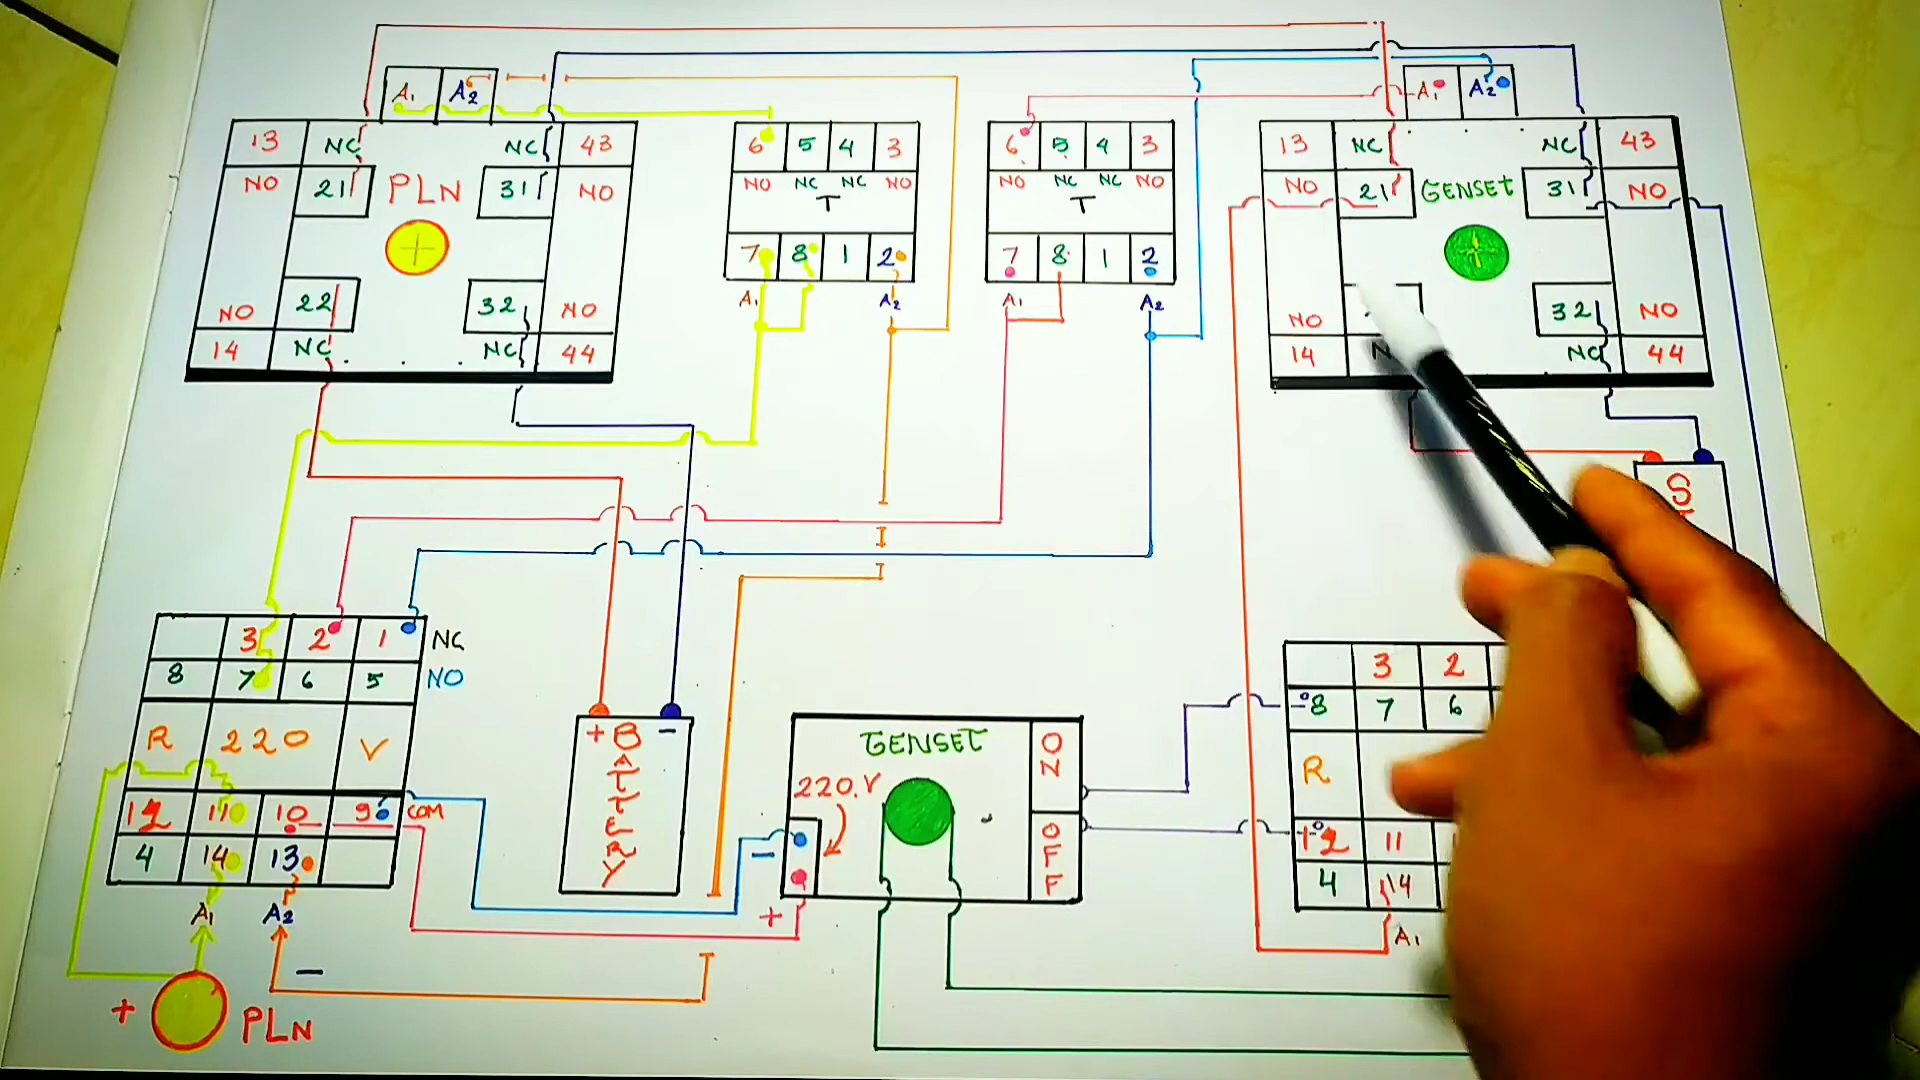 A1 A2
13 NC NC 43
NO 21 PLN 31 NO
NO 22 32 NO
14 NC NC 44
6 5 4 3
NO NC NC NO
T
7 8 1 2
A1 A2
6 5 4 3
NO NC NC NO
T
7 8 1 2
A1 A2
A1 A2
13 NC NC 43
NO 21 GENSET 31 NO
NO 32 NO
14 NC 44
S
3 2 1 NC
8 7 6 5 NO
R 220 V
12 11 10 9 COM
4 14 13
A1 A2
-
+ PLN
+ -
BATTERY
GENSET
220.V
ON
OFF
-
+
3 2
8 7 6
R
12 11
4 14
A1